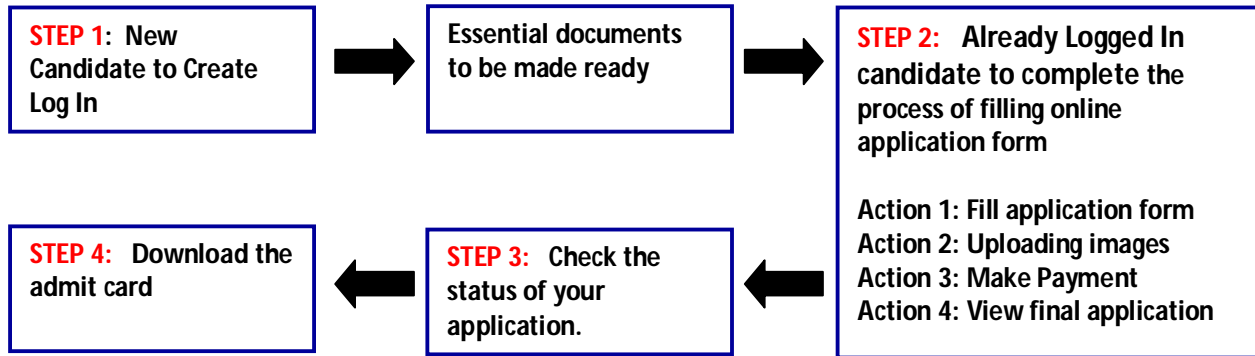 STEP 1: New
Candidate to Create
Log In
Essential documents
to be made ready
STEP 2: Already Logged In
candidate to complete the
process of filling online
application form
Action 1: Fill application form
Action 2: Uploading images
Action 3: Make Payment
Action 4: View final application
STEP 3: Check the
status of your
application.
STEP 4: Download the
admit card